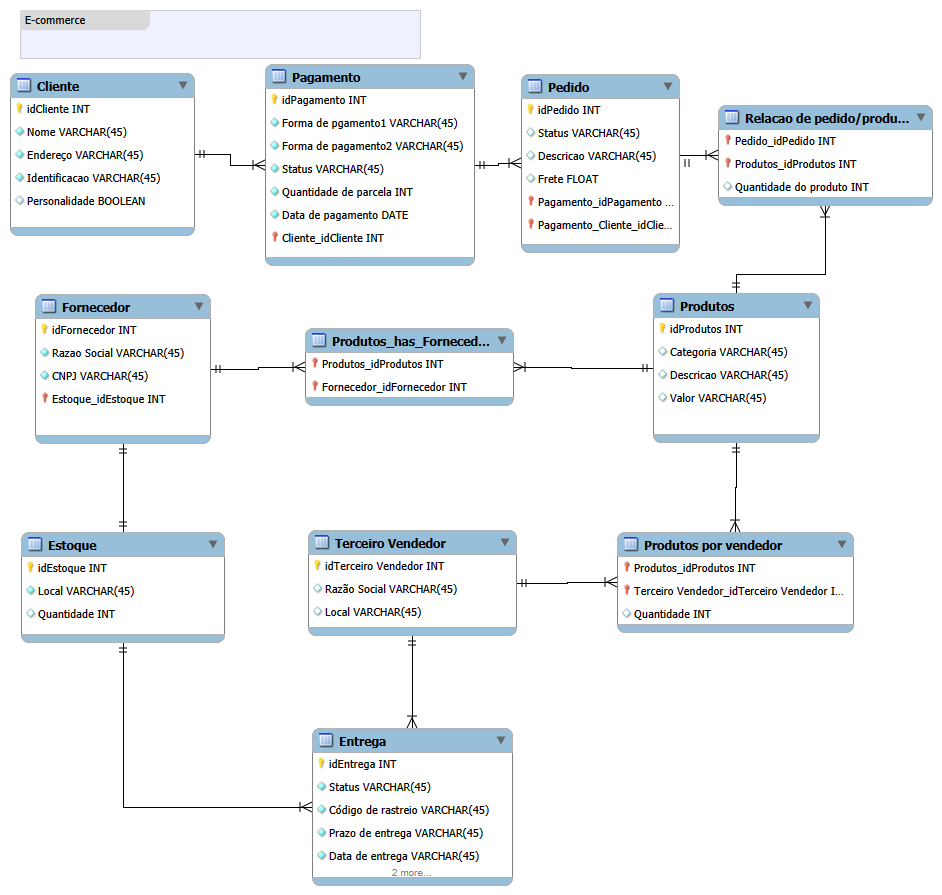 E-commerce
Cliente
idCliente INT
Nome VARCHAR(45)
Endereço VARCHAR(45)
Identificacao VARCHAR(45)
Personalidade BOOLEAN
Pagamento
idPagamento INT
Forma de pgamento1 VARCHAR(45)
Forma de pagamento2 VARCHAR(45)
Status VARCHAR(45)
Quantidade de parcela INT
Data de pagamento DATE
Cliente_idCliente INT
Pedido
idPedido INT
Status VARCHAR(45)
Descricao VARCHAR(45)
Frete FLOAT
Pagamento_idPagamento ...
Pagamento_Cliente_idClie...
Relacao de pedido/produ...
Pedido_idPedido INT
Produtos_idProdutos INT
Quantidade do produto INT
Fornecedor
idFornecedor INT
Razao Social VARCHAR(45)
CNPJ VARCHAR(45)
Estoque_idEstoque INT
Produtos_has_Forneced...
Produtos_idProdutos INT
Fornecedor_idFornecedor INT
Produtos
idProdutos INT
Categoria VARCHAR(45)
Descricao VARCHAR(45)
Valor VARCHAR(45)
Estoque
idEstoque INT
Local VARCHAR(45)
Quantidade INT
Terceiro Vendedor
idTerceiro Vendedor INT
Razão Social VARCHAR(45)
Local VARCHAR(45)
Produtos por vendedor
Produtos_idProdutos INT
Terceiro Vendedor_idTerceiro Vendedor I...
Quantidade INT
Entrega
idEntrega INT
Status VARCHAR(45)
Código de rastreio VARCHAR(45)
Prazo de entrega VARCHAR(45)
Data de entrega VARCHAR(45)
2 more...